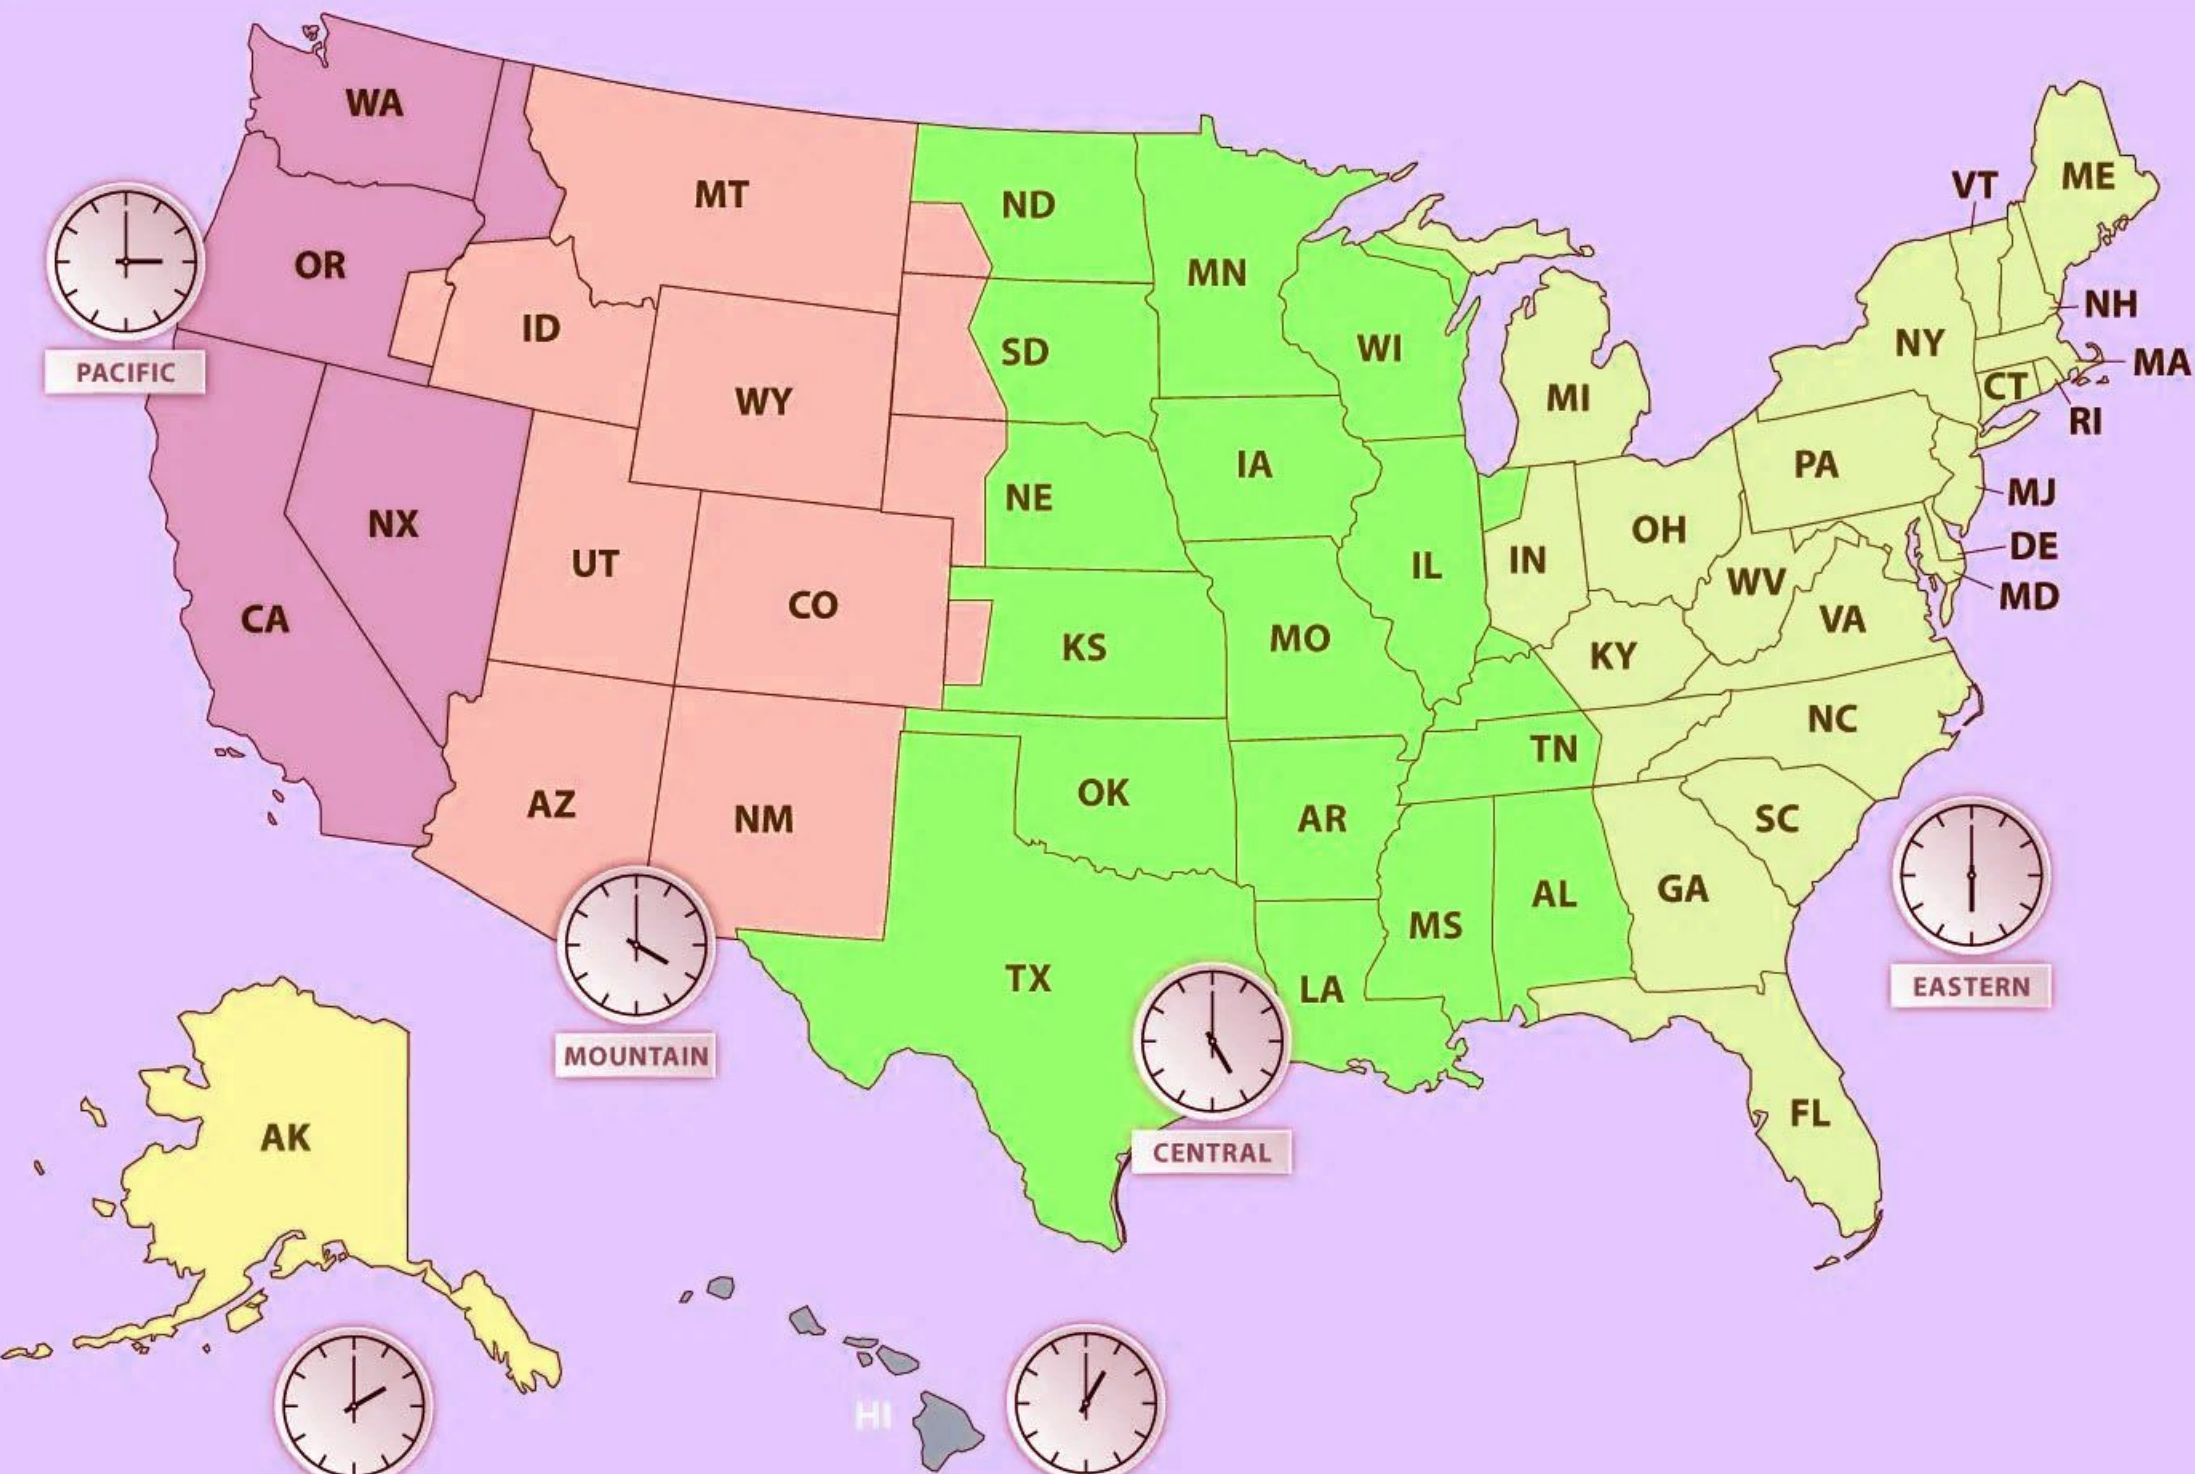 WA
MT
ND
MN
VT
ME
OR
ID
SD
WI
NY
NH
MA
PACIFIC
WY
MI
CT
RI
IA
PA
NE
MJ
NX
UT
CO
IL
IN
OH
DE
WV
MD
CA
KS
MO
KY
VA
NC
TN
AZ
NM
OK
AR
SC
MS
AL
GA
TX
LA
EASTERN
MOUNTAIN
CENTRAL
AK
FL
HI